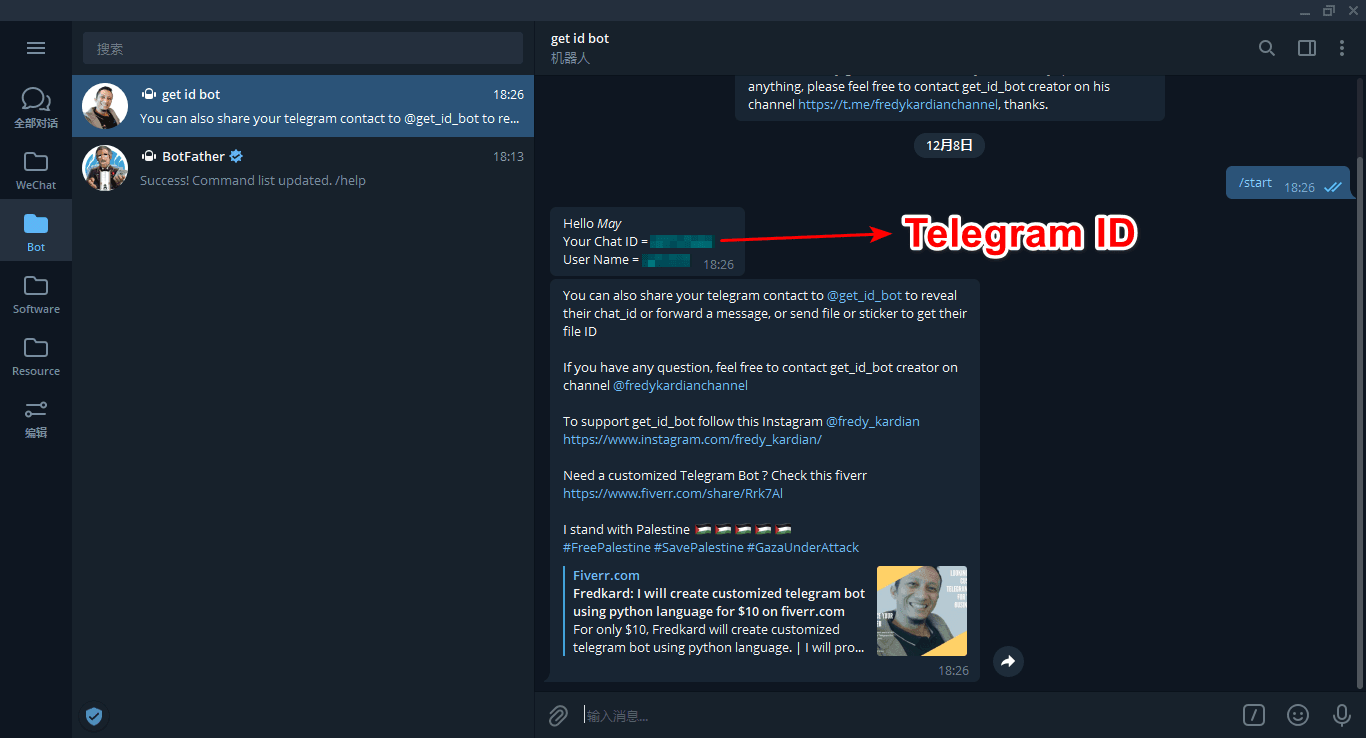 搜索
全部对话
WeChat
Bot
Software
Resource
编辑
get id bot
18:26
You can also share your telegram contact to @get_id_bot to re...
BotFather
18:13
Success! Command list updated. /help
get id bot
机器人
anything, please feel free to contact get_id_bot creator on his
channel https://t.me/fredykardianchannel, thanks.
12月8日
/start
18:26
Hello May
Your Chat ID =
User Name =
18:26
Telegram ID
You can also share your telegram contact to @get_id_bot to reveal
their chat_id or forward a message, or send file or sticker to get their
file ID
If you have any question, feel free to contact get_id_bot creator on
channel @fredykardianchannel
To support get_id_bot follow this Instagram @fredy_kardian
https://www.instagram.com/fredy_kardian/
Need a customized Telegram Bot ? Check this fiverr
https://www.fiverr.com/share/Rrk7Al
I stand with Palestine 🇵🇸 🇵🇸 🇵🇸 🇵🇸 🇵🇸
#FreePalestine #SavePalestine #GazaUnderAttack
Fiverr.com
Fredkard: I will create customized telegram bot
using python language for $10 on fiverr.com
For only $10, Fredkard will create customized
telegram bot using python language. | I will pro...
18:26
输入消息...